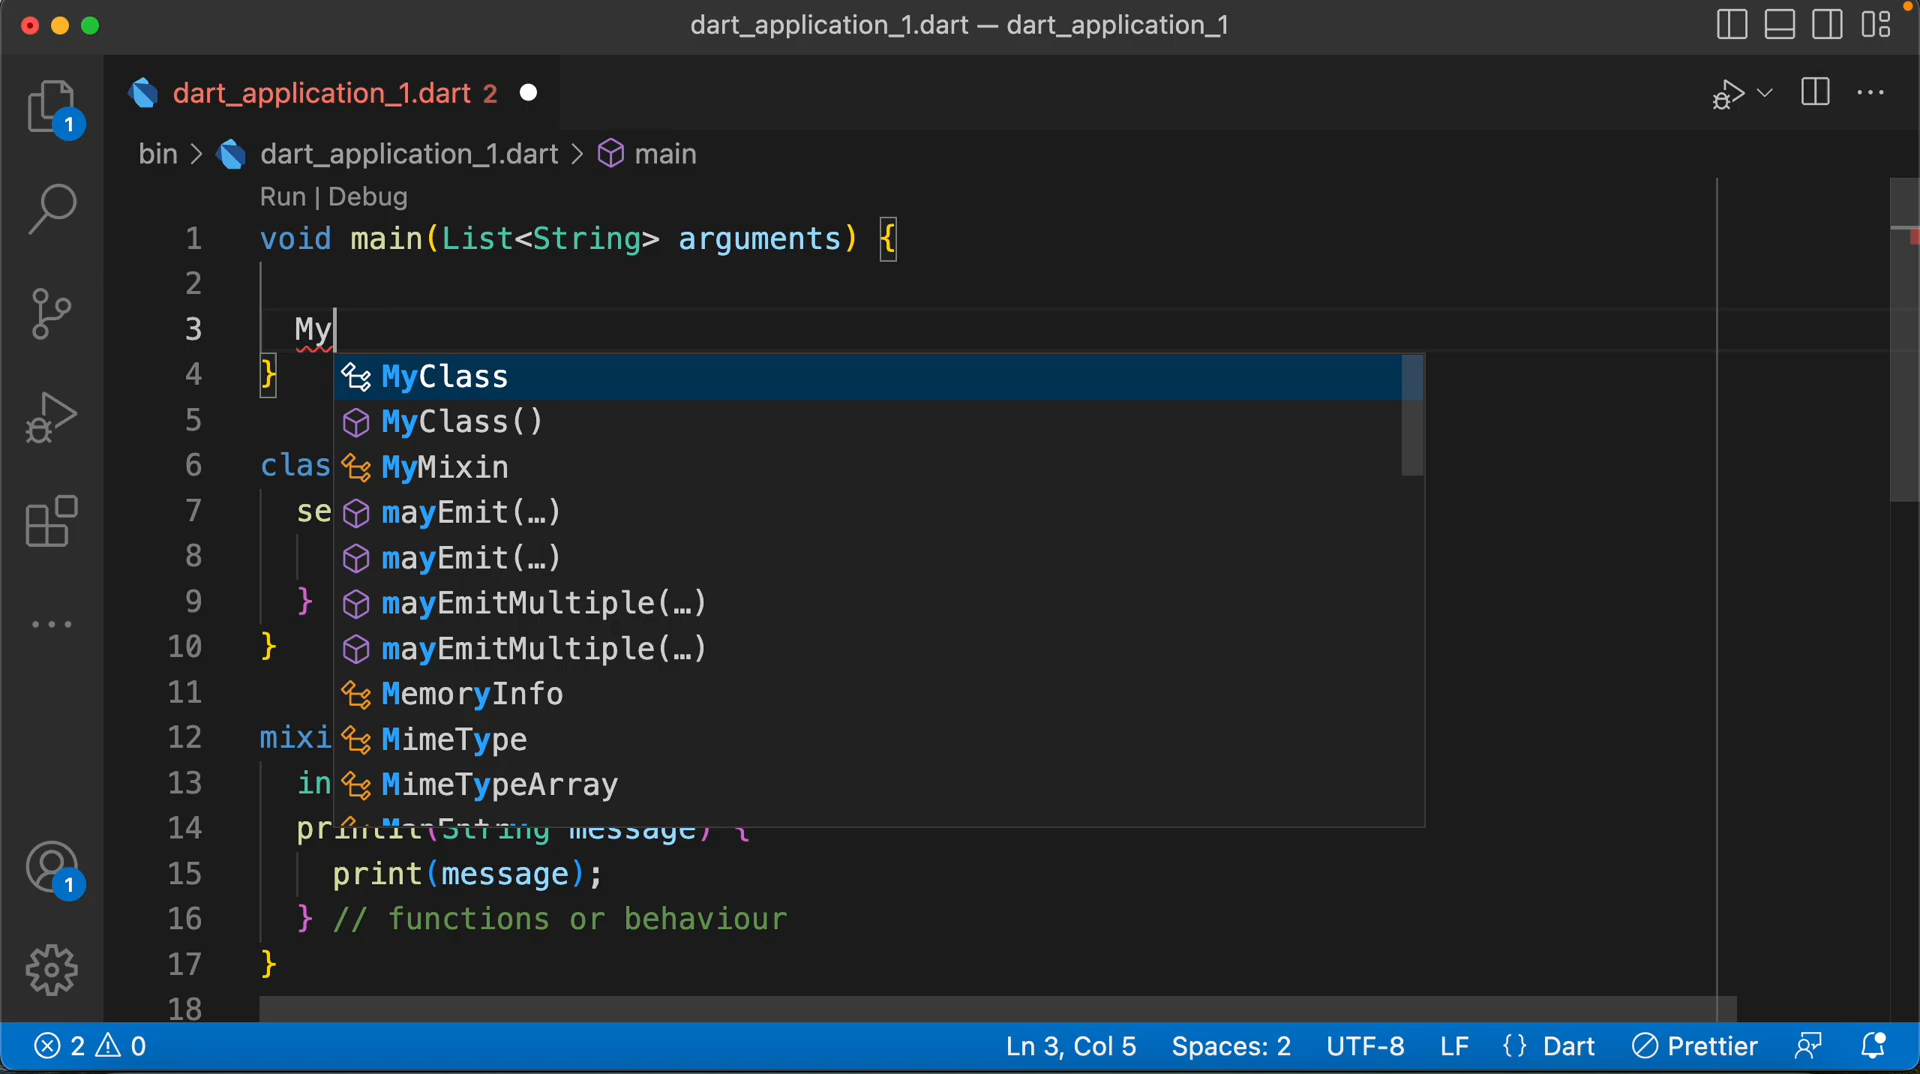 dart_application_1.dart — dart_application_1
dart_application_1.dart 2
bin > dart_application_1.dart > main
Run | Debug
1 void main(List<String> arguments) {
2
3 My
4 }
MyClass
5
MyClass()
6 clas
MyMixin
7 se
mayEmit(…)
8
mayEmit(…)
9 }
mayEmitMultiple(…)
10 }
mayEmitMultiple(…)
11
MemoryInfo
12 mixi
MimeType
13 in
MimeTypeArray
MapEntry
14 printit(String message) {
15 print(message);
16 } // functions or behaviour
17 }
18
1
1
2 0 Ln 3, Col 5 Spaces: 2 UTF-8 LF {} Dart Prettier